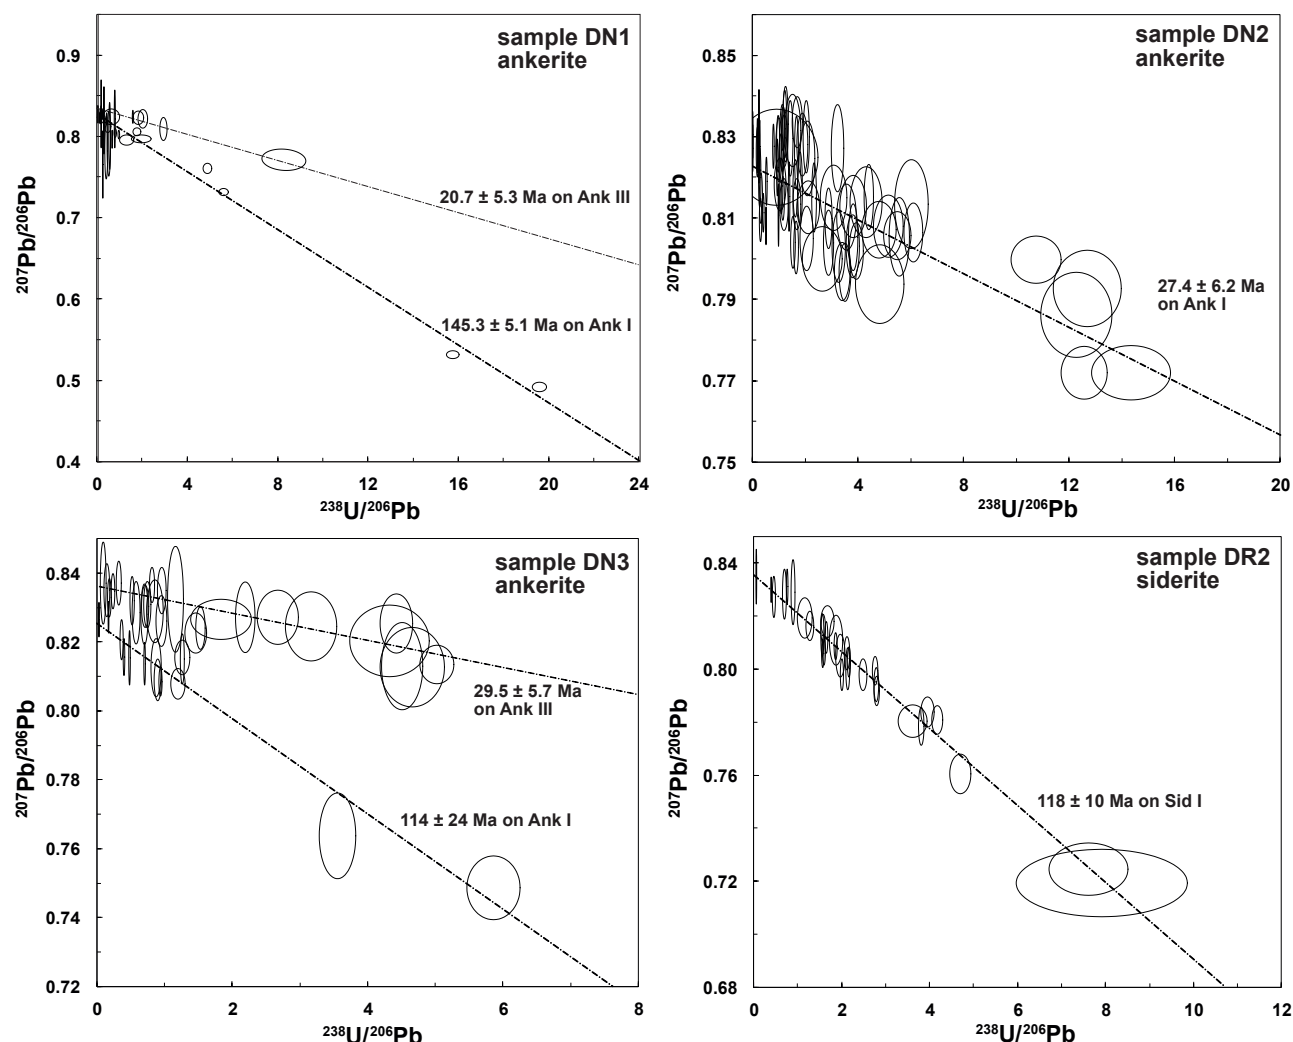 sample DN1
ankerite
0.9
0.8
0.7
0.6
0.5
0.4
207Pb/206Pb
20.7 ± 5.3 Ma on Ank III
145.3 ± 5.1 Ma on Ank I
0 4 8 12 16 20 24
238U/206Pb
sample DN2
ankerite
0.85
0.83
0.81
0.79
0.77
0.75
207Pb/206Pb
27.4 ± 6.2 Ma
on Ank I
0 4 8 12 16 20
238U/206Pb
sample DN3
ankerite
0.84
0.82
0.80
0.78
0.76
0.74
0.72
207Pb/206Pb
29.5 ± 5.7 Ma
on Ank III
114 ± 24 Ma on Ank I
0 2 4 6 8
238U/206Pb
sample DR2
siderite
0.84
0.80
0.76
0.72
0.68
207Pb/206Pb
118 ± 10 Ma on Sid I
0 2 4 6 8 10 12
238U/206Pb